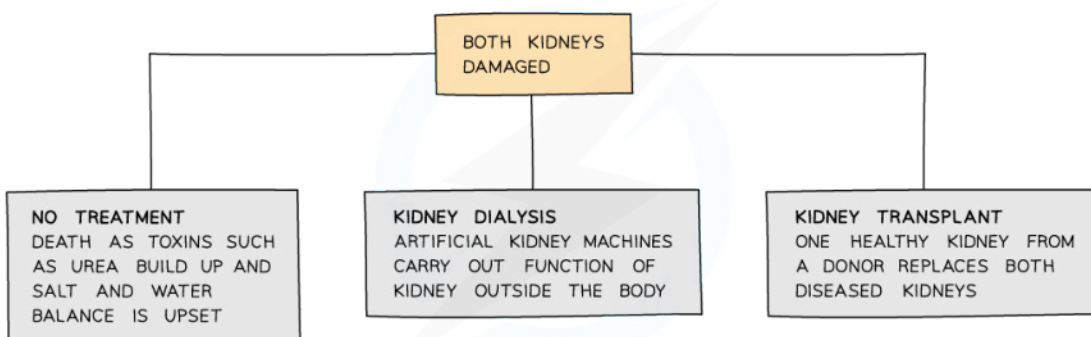 BOTH KIDNEYS
DAMAGED
NO TREATMENT
DEATH AS TOXINS SUCH
AS UREA BUILD UP AND
SALT AND WATER
BALANCE IS UPSET
KIDNEY DIALYSIS
ARTIFICIAL KIDNEY MACHINES
CARRY OUT FUNCTION OF
KIDNEY OUTSIDE THE BODY
KIDNEY TRANSPLANT
ONE HEALTHY KIDNEY FROM
A DONOR REPLACES BOTH
DISEASED KIDNEYS